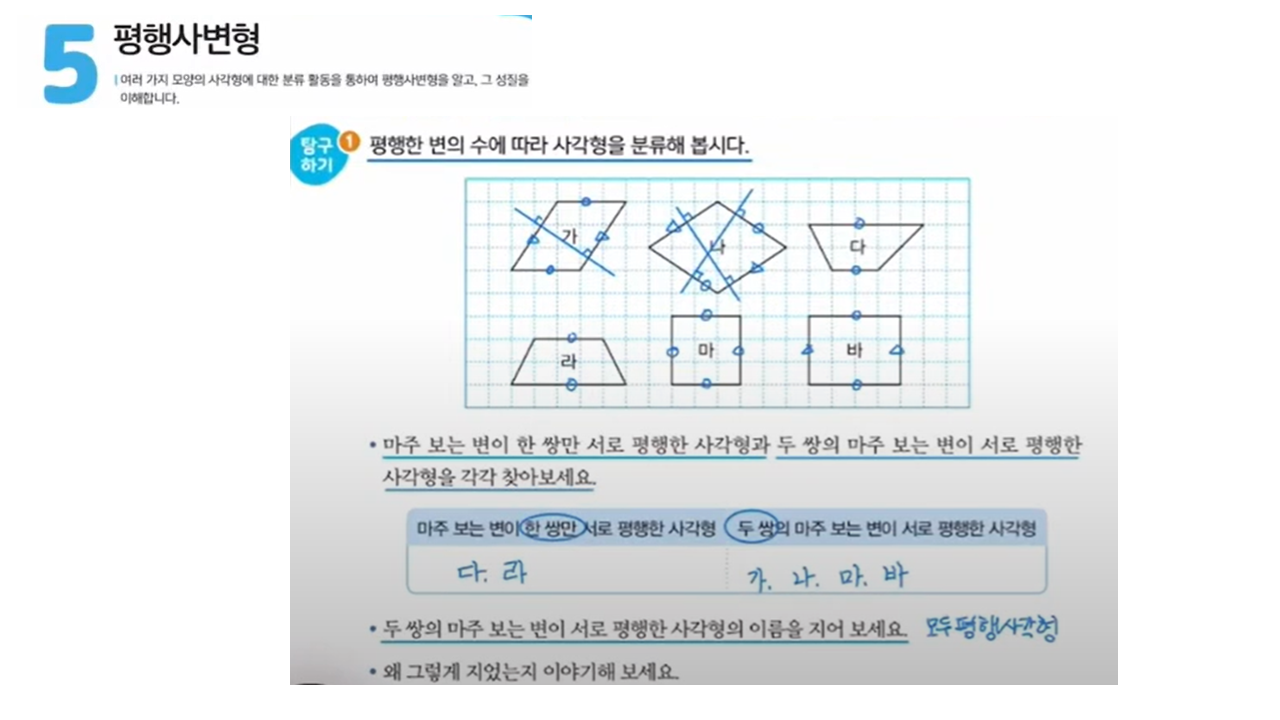 5 평행사변형
여러 가지 모양의 사각형에 대한 분류 활동을 통하여 평행사변형을 알고, 그 성질을
이해합니다.
탐구
하기
1 평행한 변의 수에 따라 사각형을 분류해 봅시다.
가 나 다
라 마 바
• 마주 보는 변이 한 쌍만 서로 평행한 사각형과 두 쌍의 마주 보는 변이 서로 평행한
사각형을 각각 찾아보세요.
마주 보는 변이 한 쌍만 서로 평행한 사각형 두 쌍의 마주 보는 변이 서로 평행한 사각형
다. 라 가. 나. 마. 바
• 두 쌍의 마주 보는 변이 서로 평행한 사각형의 이름을 지어 보세요. 모두평행사각형
• 왜 그렇게 지었는지 이야기해 보세요.